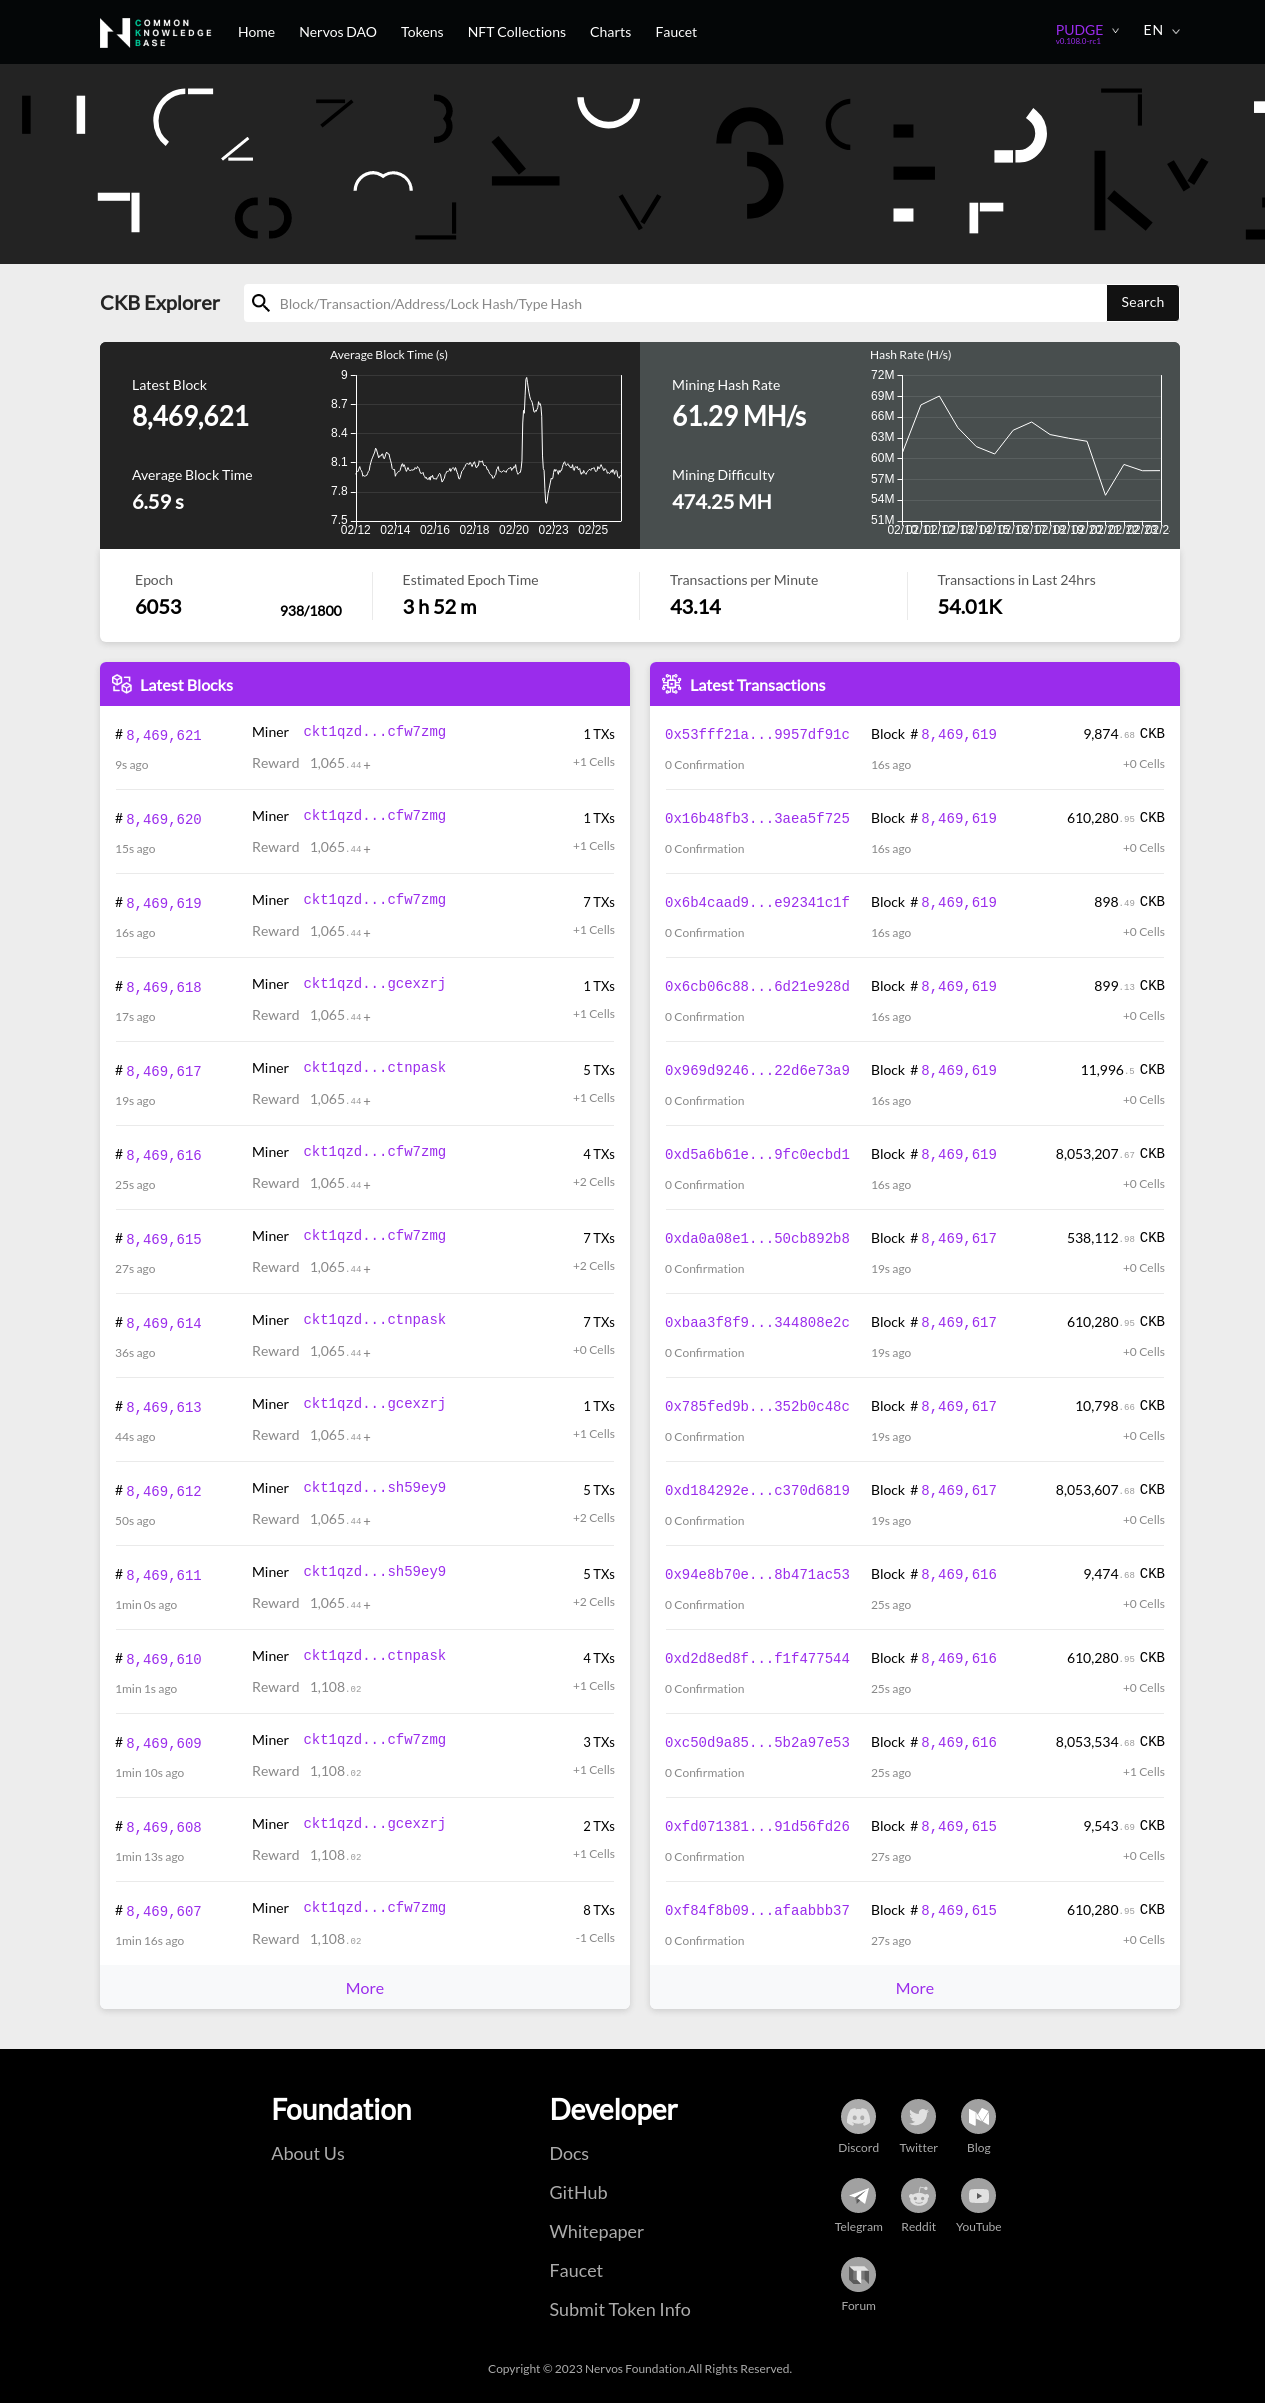 COMMON
KNOWLEDGE
BASE
Home Nervos DAO Tokens NFT Collections Charts Faucet
PUDGE
v0.108.0-rc1
EN
CKB Explorer
Block/Transaction/Address/Lock Hash/Type Hash
Search
Latest Block
8,469,621
Average Block Time
6.59 s
Average Block Time (s)
9
8.7
8.4
8.1
7.8
7.5
02/12 02/14 02/16 02/18 02/20 02/23 02/25
Mining Hash Rate
61.29 MH/s
Mining Difficulty
474.25 MH
Hash Rate (H/s)
72M
69M
66M
63M
60M
57M
54M
51M
Epoch
6053 938/1800
Estimated Epoch Time
3 h 52 m
Transactions per Minute
43.14
Transactions in Last 24hrs
54.01K
Latest Blocks
# 8,469,621 Miner ckt1qzd...cfw7zmg 1 TXs
9s ago Reward 1,065.44+ +1 Cells
# 8,469,620 Miner ckt1qzd...cfw7zmg 1 TXs
15s ago Reward 1,065.44+ +1 Cells
# 8,469,619 Miner ckt1qzd...cfw7zmg 7 TXs
16s ago Reward 1,065.44+ +1 Cells
# 8,469,618 Miner ckt1qzd...gcexzrj 1 TXs
17s ago Reward 1,065.44+ +1 Cells
# 8,469,617 Miner ckt1qzd...ctnpask 5 TXs
19s ago Reward 1,065.44+ +1 Cells
# 8,469,616 Miner ckt1qzd...cfw7zmg 4 TXs
25s ago Reward 1,065.44+ +2 Cells
# 8,469,615 Miner ckt1qzd...cfw7zmg 7 TXs
27s ago Reward 1,065.44+ +2 Cells
# 8,469,614 Miner ckt1qzd...ctnpask 7 TXs
36s ago Reward 1,065.44+ +0 Cells
# 8,469,613 Miner ckt1qzd...gcexzrj 1 TXs
44s ago Reward 1,065.44+ +1 Cells
# 8,469,612 Miner ckt1qzd...sh59ey9 5 TXs
50s ago Reward 1,065.44+ +2 Cells
# 8,469,611 Miner ckt1qzd...sh59ey9 5 TXs
1min 0s ago Reward 1,065.44+ +2 Cells
# 8,469,610 Miner ckt1qzd...ctnpask 4 TXs
1min 1s ago Reward 1,108.02 +1 Cells
# 8,469,609 Miner ckt1qzd...cfw7zmg 3 TXs
1min 10s ago Reward 1,108.02 +1 Cells
# 8,469,608 Miner ckt1qzd...gcexzrj 2 TXs
1min 13s ago Reward 1,108.02 +1 Cells
# 8,469,607 Miner ckt1qzd...cfw7zmg 8 TXs
1min 16s ago Reward 1,108.02 -1 Cells
More
Latest Transactions
0x53fff21a...9957df91c Block # 8,469,619 9,874.68 CKB
0 Confirmation 16s ago +0 Cells
0x16b48fb3...3aea5f725 Block # 8,469,619 610,280.95 CKB
0 Confirmation 16s ago +0 Cells
0x6b4caad9...e92341c1f Block # 8,469,619 898.49 CKB
0 Confirmation 16s ago +0 Cells
0x6cb06c88...6d21e928d Block # 8,469,619 899.13 CKB
0 Confirmation 16s ago +0 Cells
0x969d9246...22d6e73a9 Block # 8,469,619 11,996.5 CKB
0 Confirmation 16s ago +0 Cells
0xd5a6b61e...9fc0ecbd1 Block # 8,469,619 8,053,207.67 CKB
0 Confirmation 16s ago +0 Cells
0xda0a08e1...50cb892b8 Block # 8,469,617 538,112.98 CKB
0 Confirmation 19s ago +0 Cells
0xbaa3f8f9...344808e2c Block # 8,469,617 610,280.95 CKB
0 Confirmation 19s ago +0 Cells
0x785fed9b...352b0c48c Block # 8,469,617 10,798.66 CKB
0 Confirmation 19s ago +0 Cells
0xd184292e...c370d6819 Block # 8,469,617 8,053,607.68 CKB
0 Confirmation 19s ago +0 Cells
0x94e8b70e...8b471ac53 Block # 8,469,616 9,474.68 CKB
0 Confirmation 25s ago +0 Cells
0xd2d8ed8f...f1f477544 Block # 8,469,616 610,280.95 CKB
0 Confirmation 25s ago +0 Cells
0xc50d9a85...5b2a97e53 Block # 8,469,616 8,053,534.68 CKB
0 Confirmation 25s ago +1 Cells
0xfd071381...91d56fd26 Block # 8,469,615 9,543.69 CKB
0 Confirmation 27s ago +0 Cells
0xf84f8b09...afaabbb37 Block # 8,469,615 610,280.95 CKB
0 Confirmation 27s ago +0 Cells
More
Foundation
About Us
Developer
Docs
GitHub
Whitepaper
Faucet
Submit Token Info
Discord Twitter Blog
Telegram Reddit YouTube
Forum
Copyright © 2023 Nervos Foundation.All Rights Reserved.